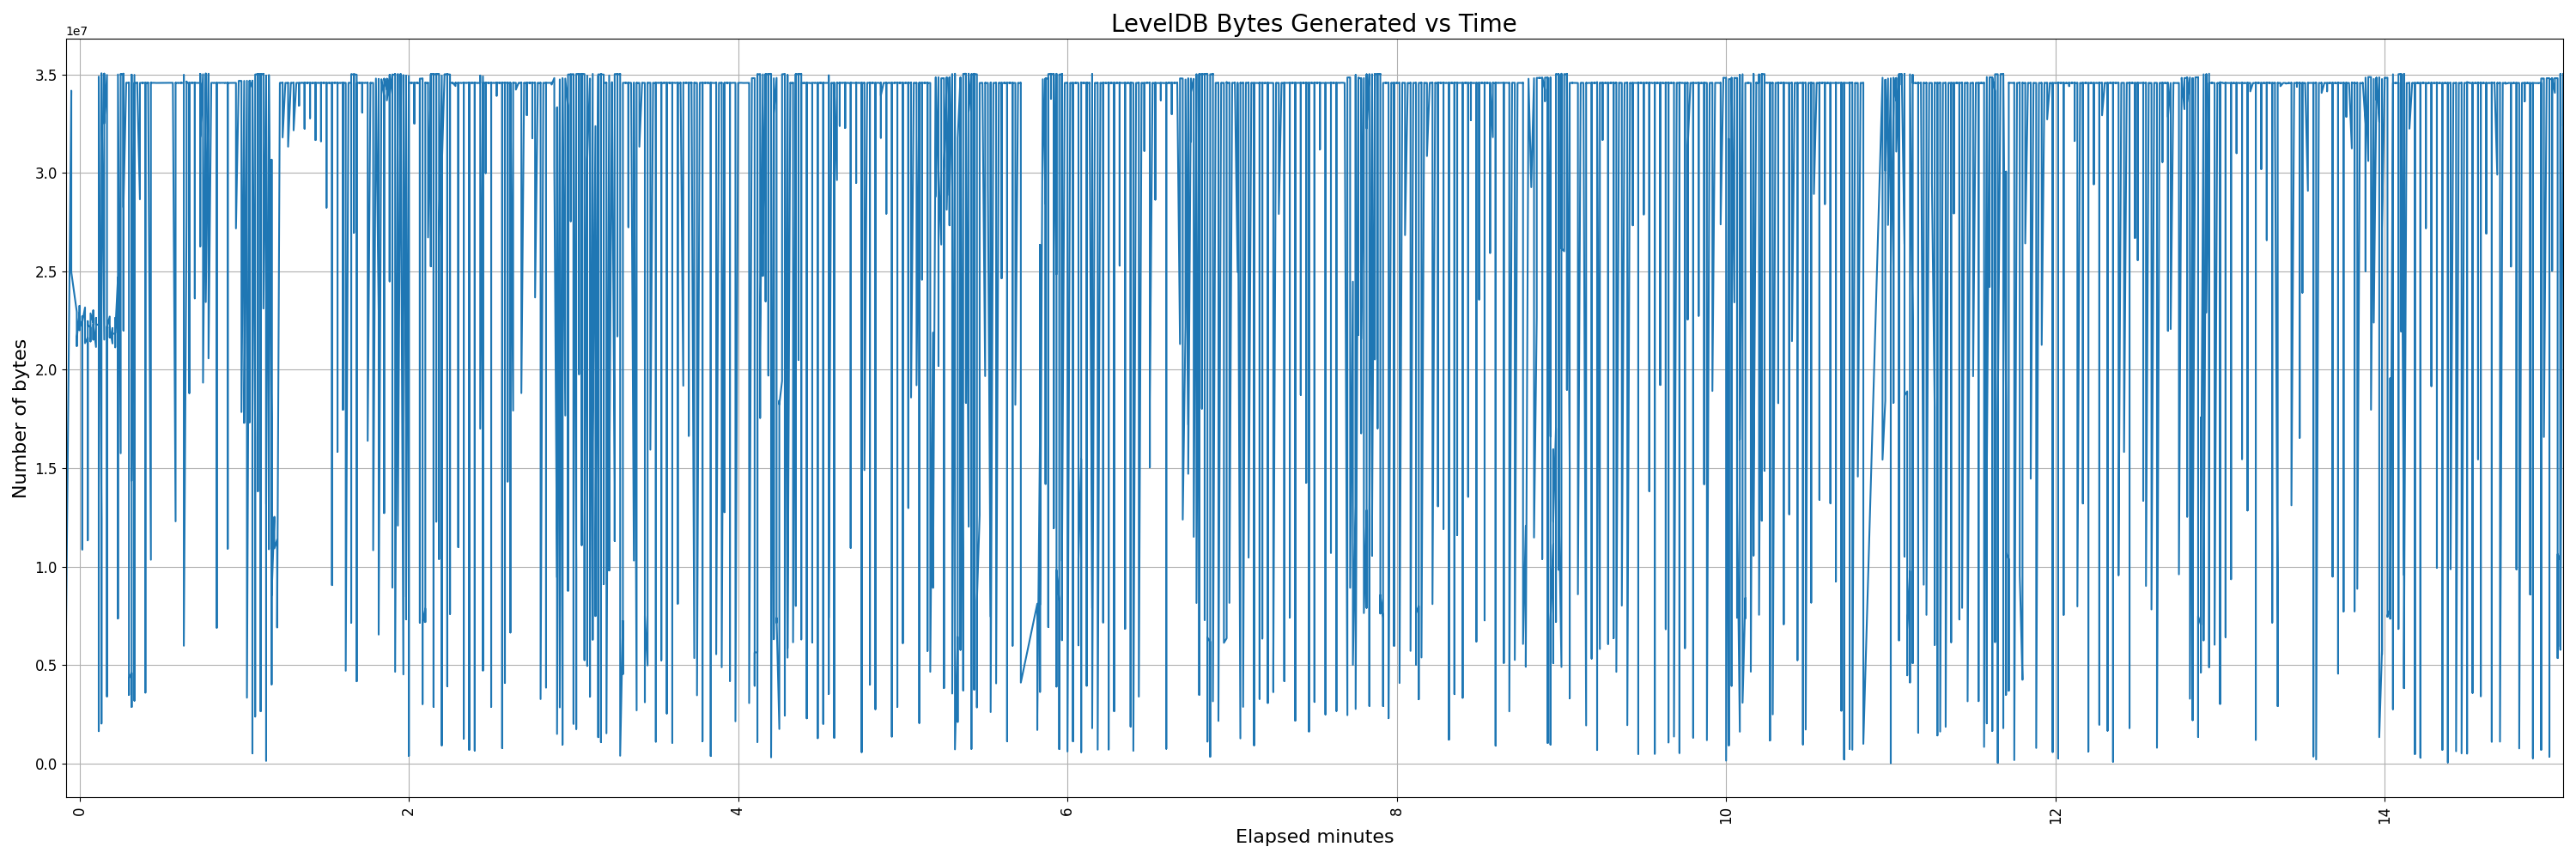 LevelDB Bytes Generated vs Time
1e7
3.5
3.0
2.5
2.0
1.5
1.0
0.5
0.0
Number of bytes
0 2 4 6 8 10 12 14
Elapsed minutes